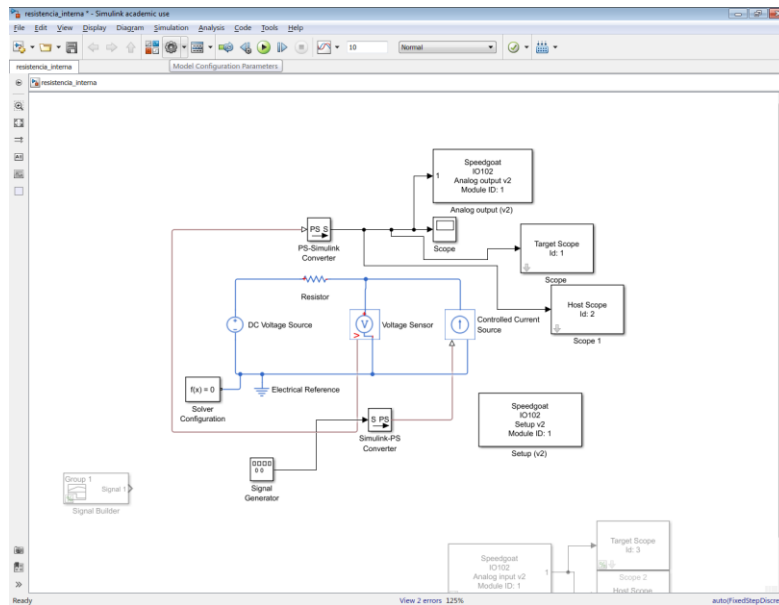 resistencia_interna * - Simulink academic use
File Edit View Display Diagram Simulation Analysis Code Tools Help
10
Normal
resistencia_interna
Model Configuration Parameters
resistencia_interna
Speedgoat
IO102
Analog output v2
Module ID: 1
1
Analog output (v2)
PS S
PS-Simulink
Converter
Scope
Target Scope
Id: 1
Scope
Resistor
Host Scope
Id: 2
Scope 1
DC Voltage Source
V
Voltage Sensor
Controlled Current
Source
f(x) = 0
Solver
Configuration
Electrical Reference
S PS
Simulink-PS
Converter
Speedgoat
IO102
Setup v2
Module ID: 1
Setup (v2)
Signal
Generator
Group 1
Signal 1
Signal Builder
Target Scope
Id: 3
Speedgoat
IO102
Analog input v2
Module ID: 1
1
Scope 2
Host Scope
Ready
View 2 errors 125%
auto(FixedStepDiscre